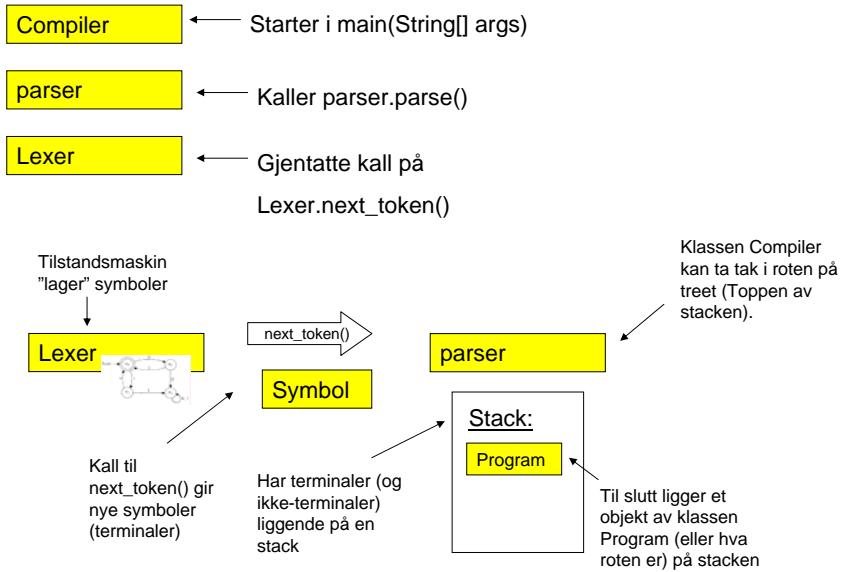 Compiler
Starter i main(String[] args)
parser
Kaller parser.parse()
Lexer
Gjentatte kall på
Lexer.next_token()
Tilstandsmaskin
”lager” symboler
Klassen Compiler
kan ta tak i roten på
treet (Toppen av
stacken).
Lexer
next_token()
parser
Symbol
Stack:
Program
Kall til
next_token() gir
nye symboler
(terminaler)
Har terminaler (og
ikke-terminaler)
liggende på en
stack
Til slutt ligger et
objekt av klassen
Program (eller hva
roten er) på stacken